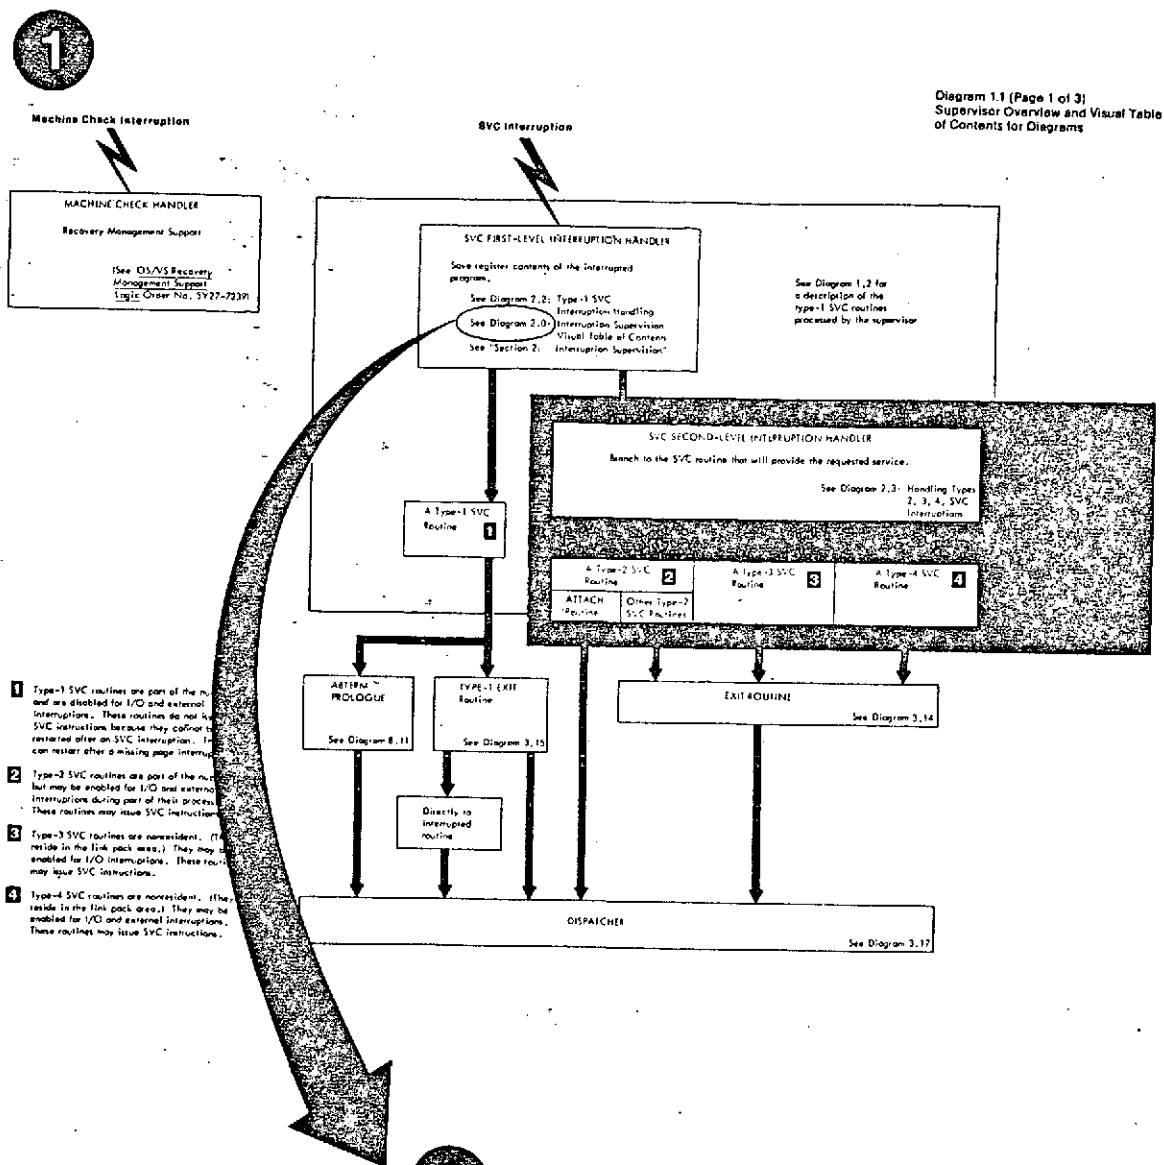 1
Diagram 1.1 (Page 1 of 3)
Supervisor Overview and Visual Table
of Contents for Diagrams
Machine Check Interruption
SVC Interruption
MACHINE CHECK HANDLER
Recovery Management Support
(See OS/VS Recovery
Management Support
Logic Order No. SY27-7239)
SVC FIRST-LEVEL INTERRUPTION HANDLER
Save register contents of the interrupted
program.
See Diagram 2.2: Type-1 SVC
Interruption Handling
See Diagram 2.0: Interruption Supervision
Visual Table of Contents
See "Section 2: Interruption Supervision"
See Diagram 1.2 for
a description of the
type-1 SVC routines
processed by the supervisor
SVC SECOND-LEVEL INTERRUPTION HANDLER
Branch to the SVC routine that will provide the requested service.
See Diagram 2.3: Handling Types
2, 3, 4, SVC
Interruptions
A Type-1 SVC
Routine 1
A Type-2 SVC
Routine 2
ATTACH
Routine
Other Type-2
SVC Routines
A Type-3 SVC
Routine 3
A Type-4 SVC
Routine 4
ABTERM
PROLOGUE
See Diagram 8.11
TYPE-1 EXIT
Routine
See Diagram 3.15
EXIT ROUTINE
See Diagram 3.14
Directly to
interrupted
routine
DISPATCHER
See Diagram 3.17
1 Type-1 SVC routines are part of the
and are disabled for I/O and external
interruptions. These routines do not
SVC instructions because they cannot
restarted after an SVC interruption.
can restart after a missing page
2 Type-2 SVC routines are part of the
but may be enabled for I/O and
interruptions during part of their
These routines may issue SVC
3 Type-3 SVC routines are nonresident.
reside in the link pack area.) They may
enabled for I/O interruptions. These
may issue SVC instructions.
4 Type-4 SVC routines are nonresident. (They
reside in the link pack area.) They may be
enabled for I/O and external interruptions.
These routines may issue SVC instructions.